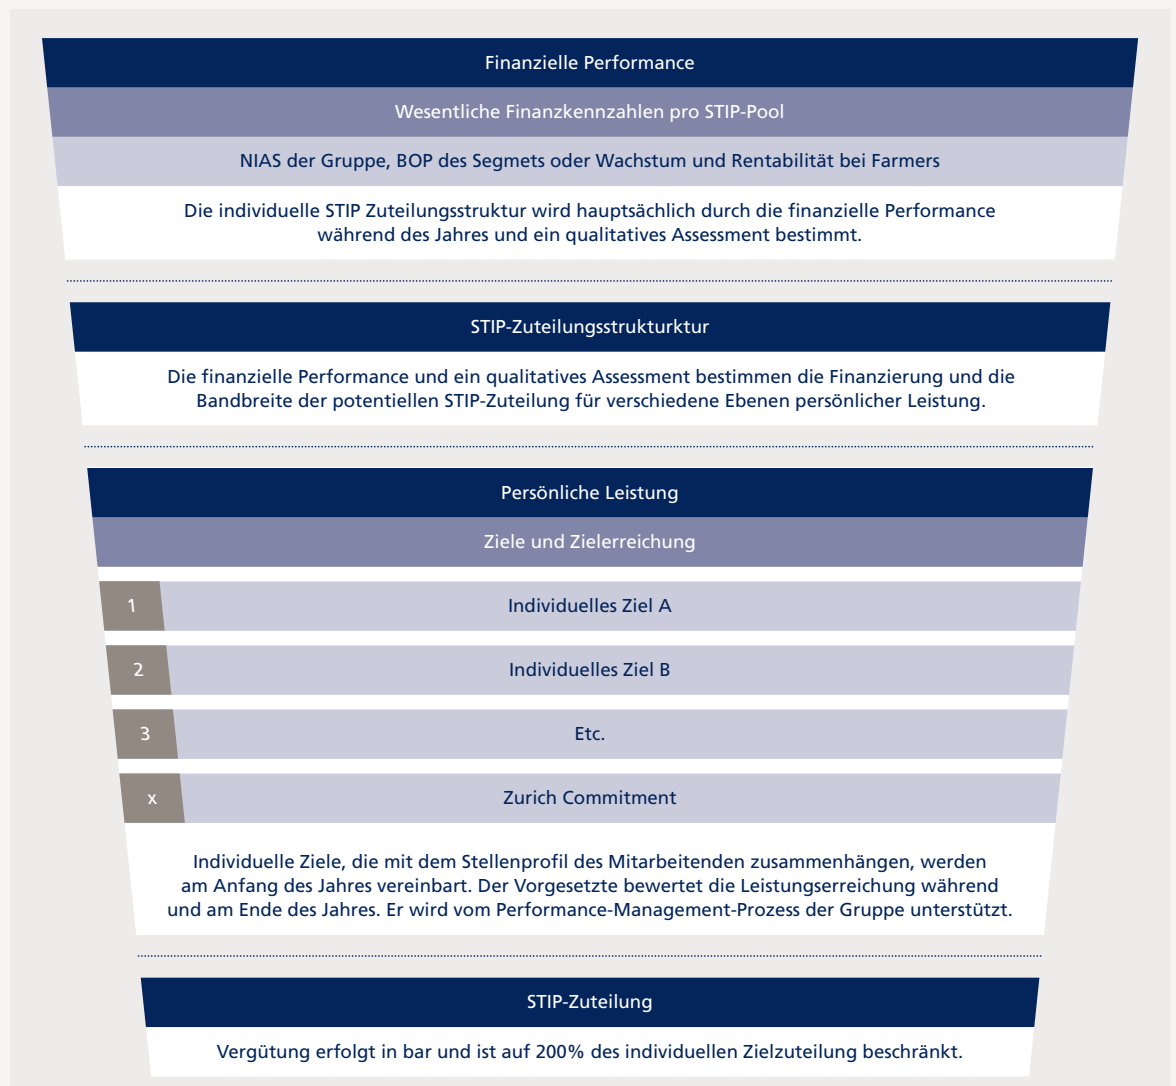 Finanzielle Performance
Wesentliche Finanzkennzahlen pro STIP-Pool
NIAS der Gruppe, BOP des Segmets oder Wachstum und Rentabilität bei Farmers
Die individuelle STIP Zuteilungsstruktur wird hauptsächlich durch die finanzielle Performance
während des Jahres und ein qualitatives Assessment bestimmt.
STIP-Zuteilungsstrukturktur
Die finanzielle Performance und ein qualitatives Assessment bestimmen die Finanzierung und die
Bandbreite der potentiellen STIP-Zuteilung für verschiedene Ebenen persönlicher Leistung.
Persönliche Leistung
Ziele und Zielerreichung
1 Individuelles Ziel A
2 Individuelles Ziel B
3 Etc.
x Zurich Commitment
Individuelle Ziele, die mit dem Stellenprofil des Mitarbeitenden zusammenhängen, werden
am Anfang des Jahres vereinbart. Der Vorgesetzte bewertet die Leistungserreichung während
und am Ende des Jahres. Er wird vom Performance-Management-Prozess der Gruppe unterstützt.
STIP-Zuteilung
Vergütung erfolgt in bar und ist auf 200% des individuellen Zielzuteilung beschränkt.